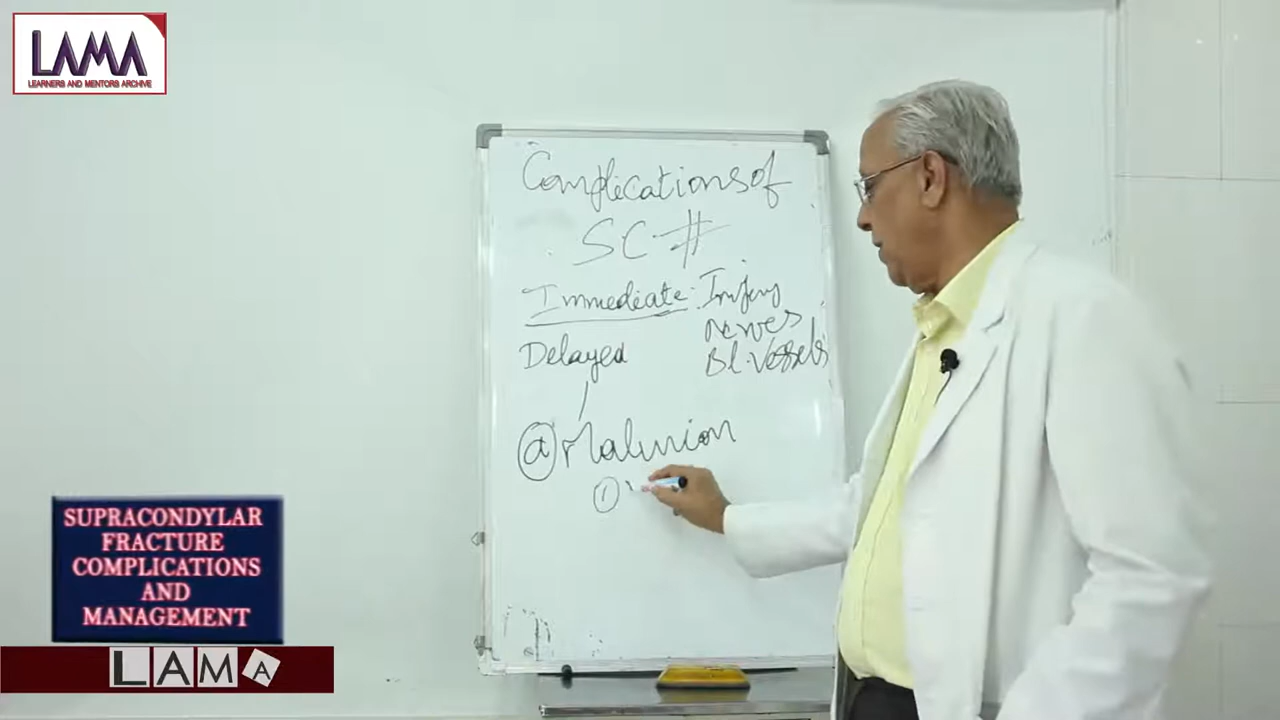 LAMA
LEARNERS AND MENTORS ARCHIVE
Complications of
SC #
Immediate: Injury
Nerves
Bl. Vessels
Delayed
(a) Malunion
(1)
SUPRACONDYLAR
FRACTURE
COMPLICATIONS
AND
MANAGEMENT
LAMA